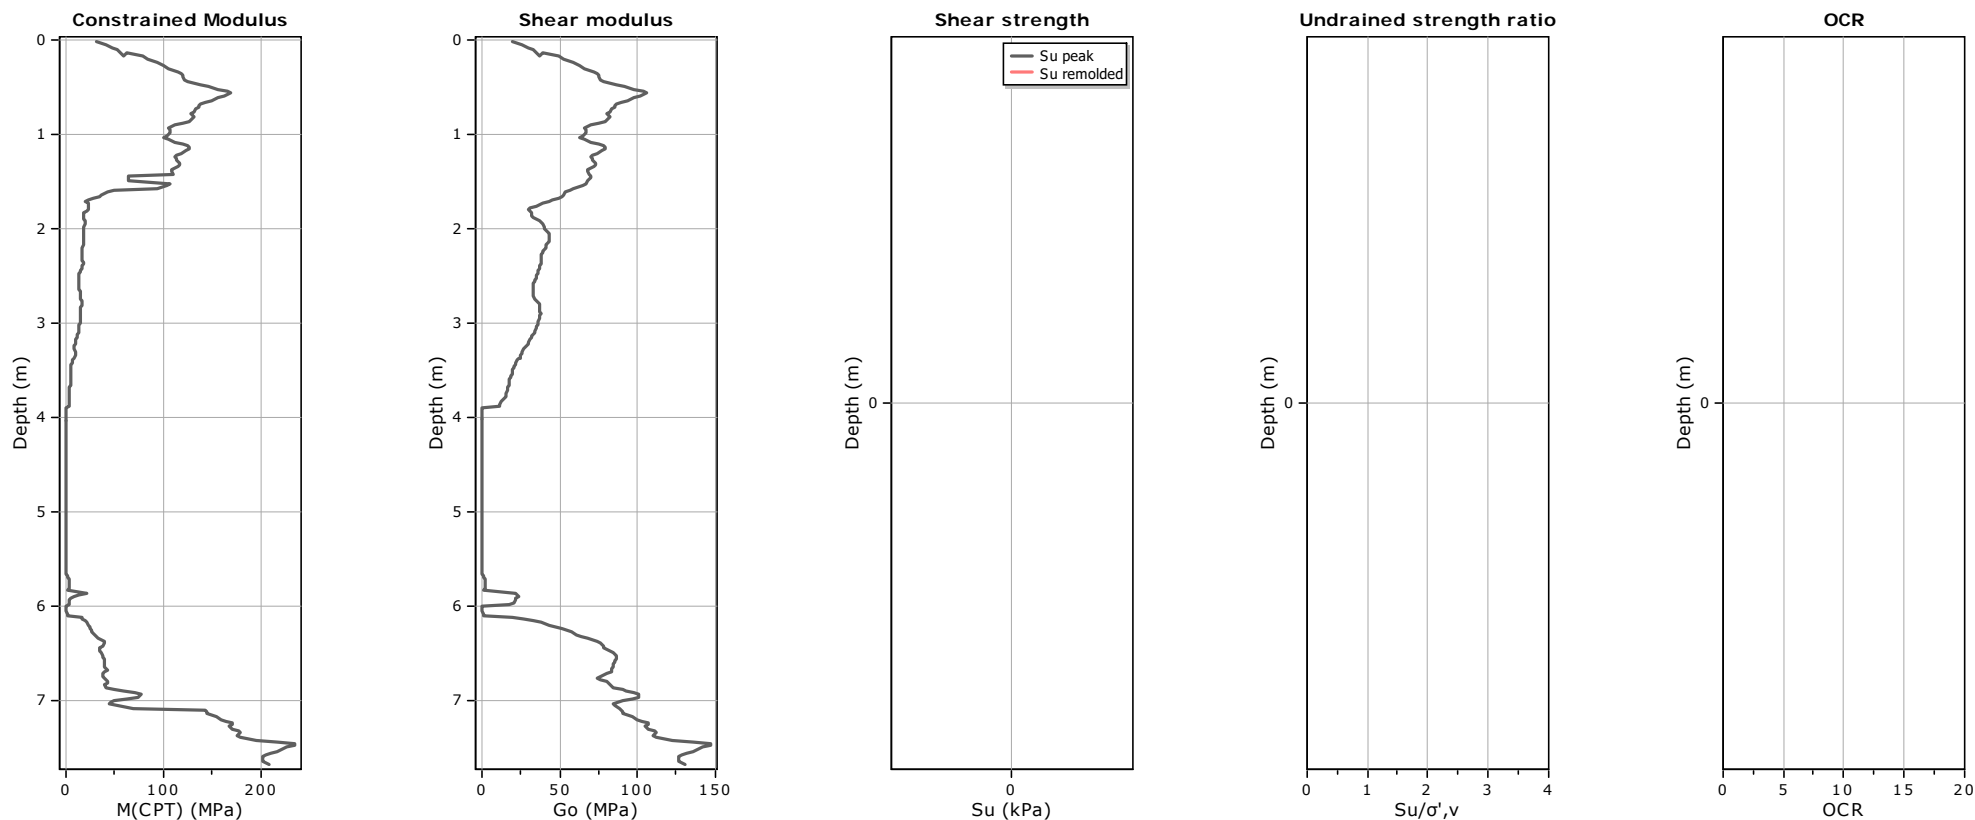 Constrained Modulus
0
1
2
3
4
5
6
7
Depth (m)
0
100
200
M(CPT) (MPa)
Shear modulus
0
1
2
3
4
5
6
7
Depth (m)
0
50
100
150
Go (MPa)
Shear strength
Su peak
Su remolded
Depth (m)
0
0
Su (kPa)
Undrained strength ratio
Depth (m)
0
0
1
2
3
4
Su/σ',v
OCR
Depth (m)
0
0
5
10
15
20
OCR